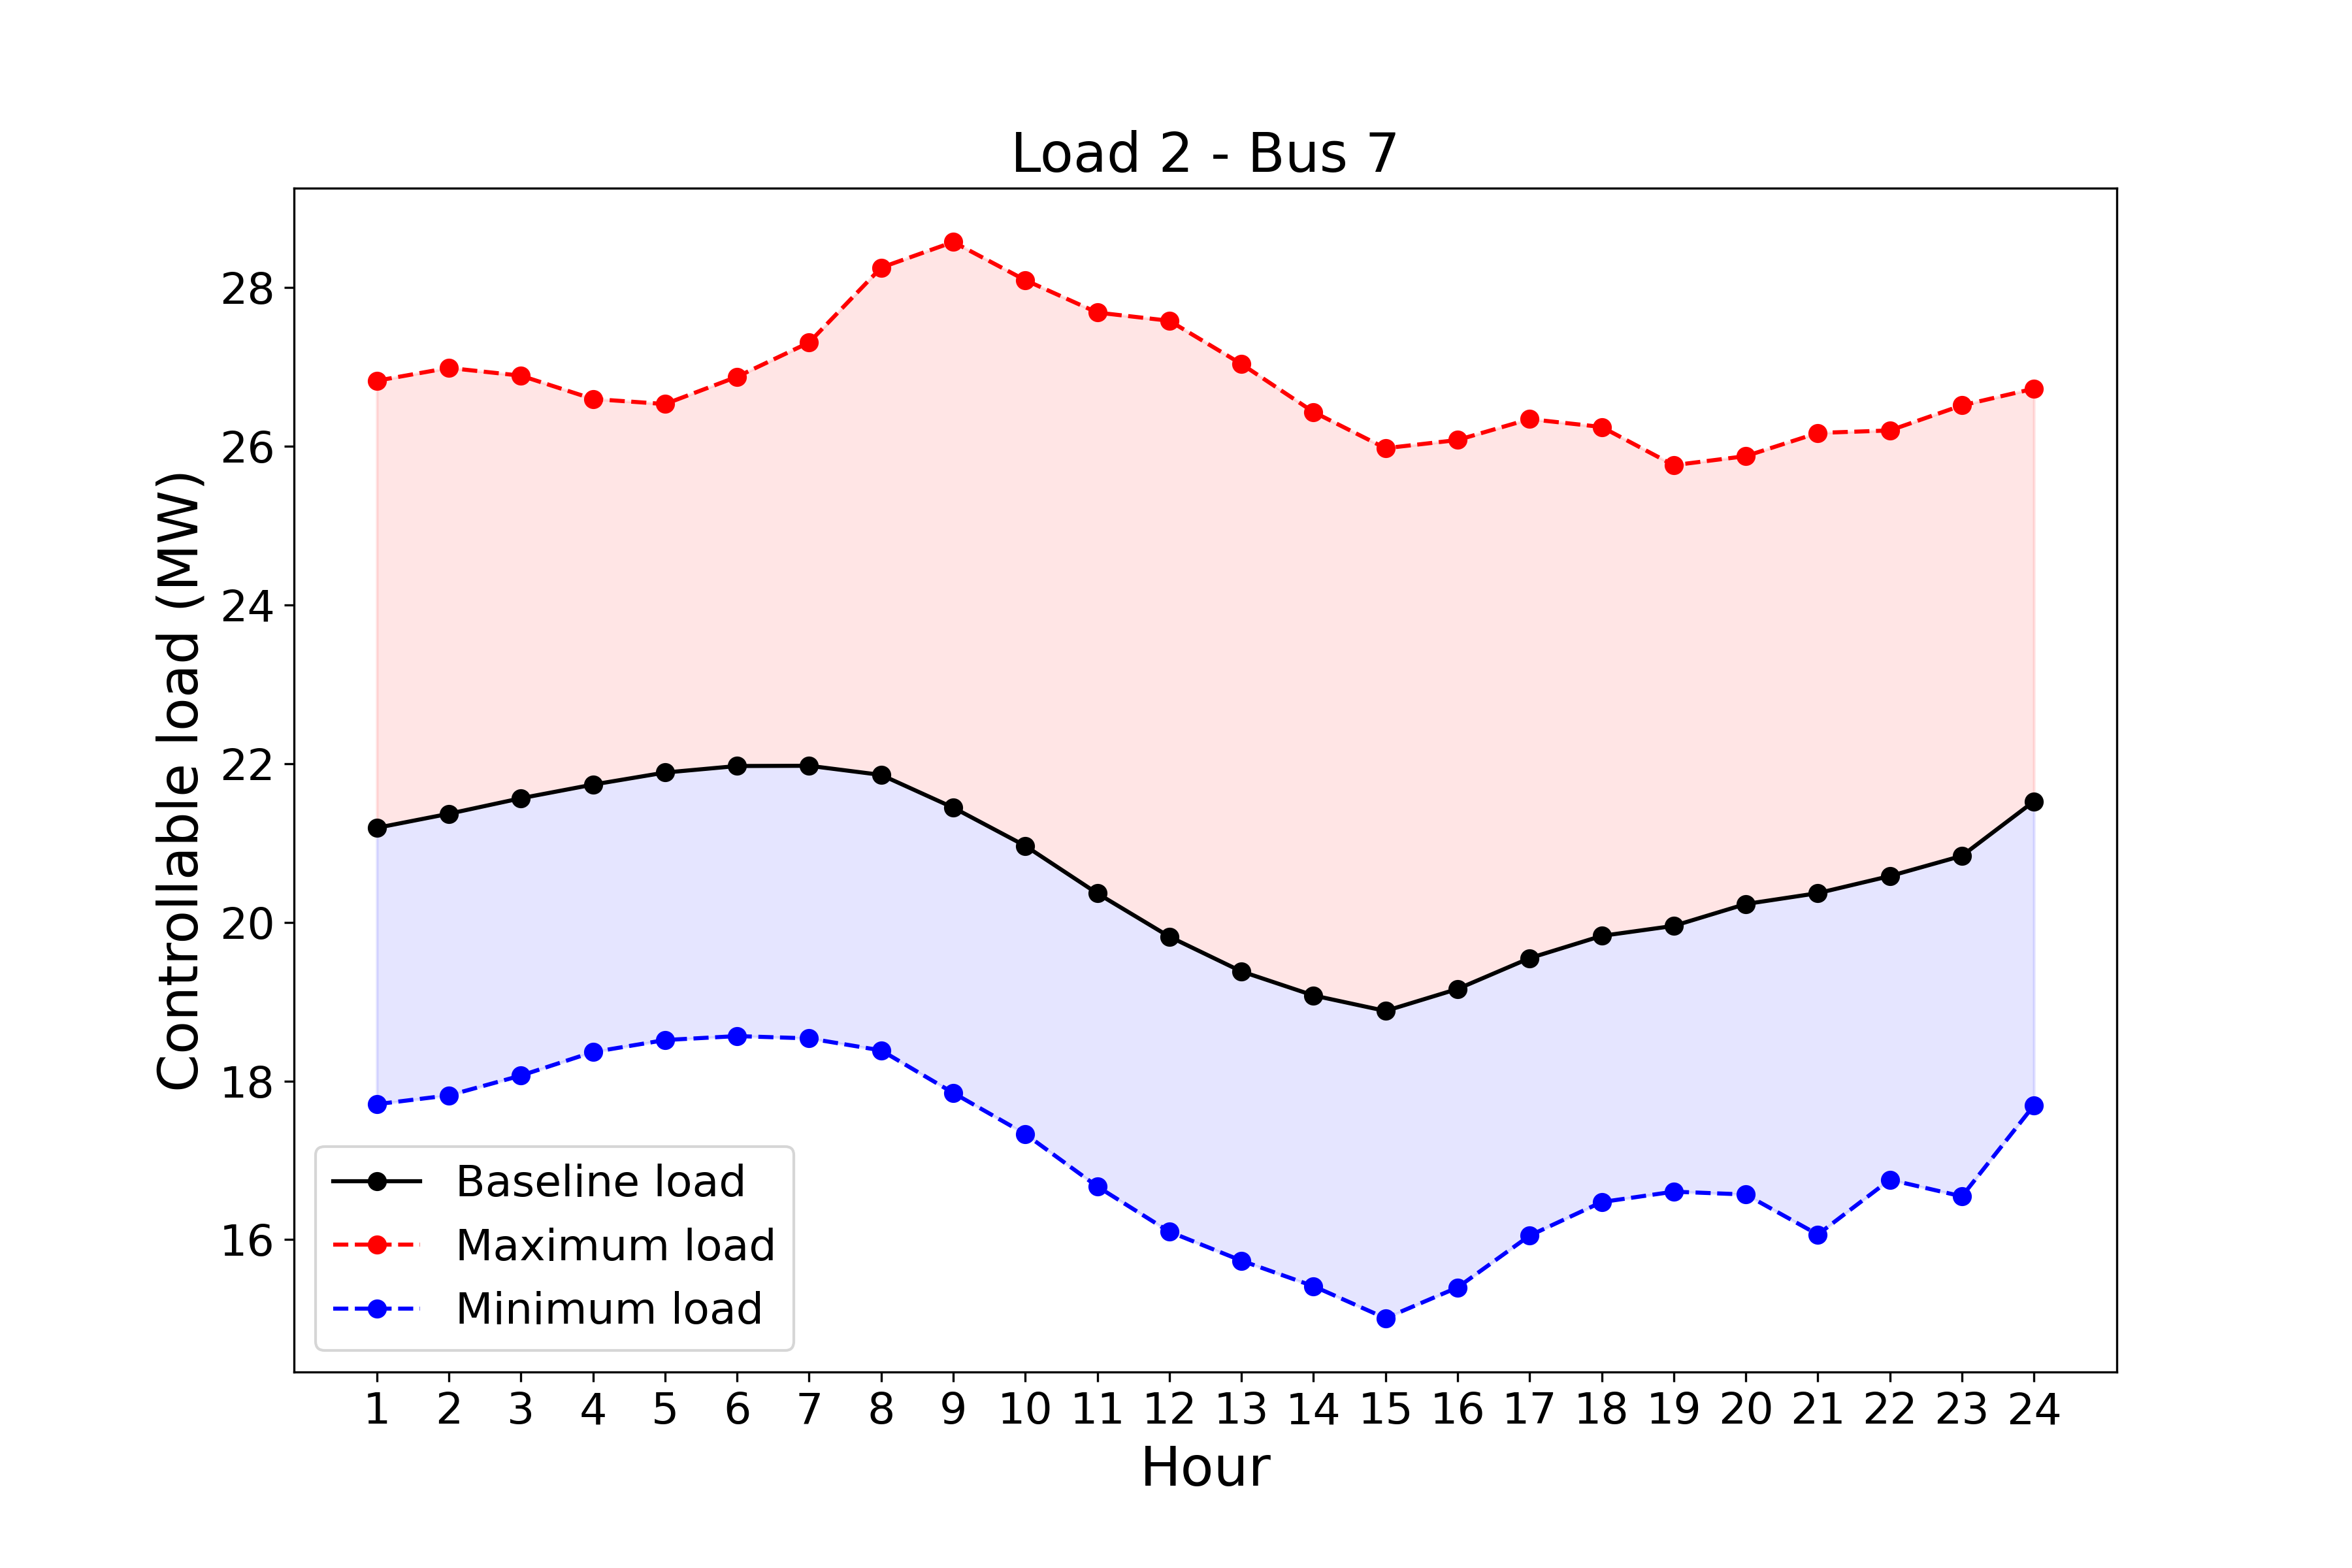 Load 2 - Bus 7
Controllable load (MW)
28
26
24
22
20
18
16
Baseline load
Maximum load
Minimum load
1 2 3 4 5 6 7 8 9 10 11 12 13 14 15 16 17 18 19 20 21 22 23 24
Hour